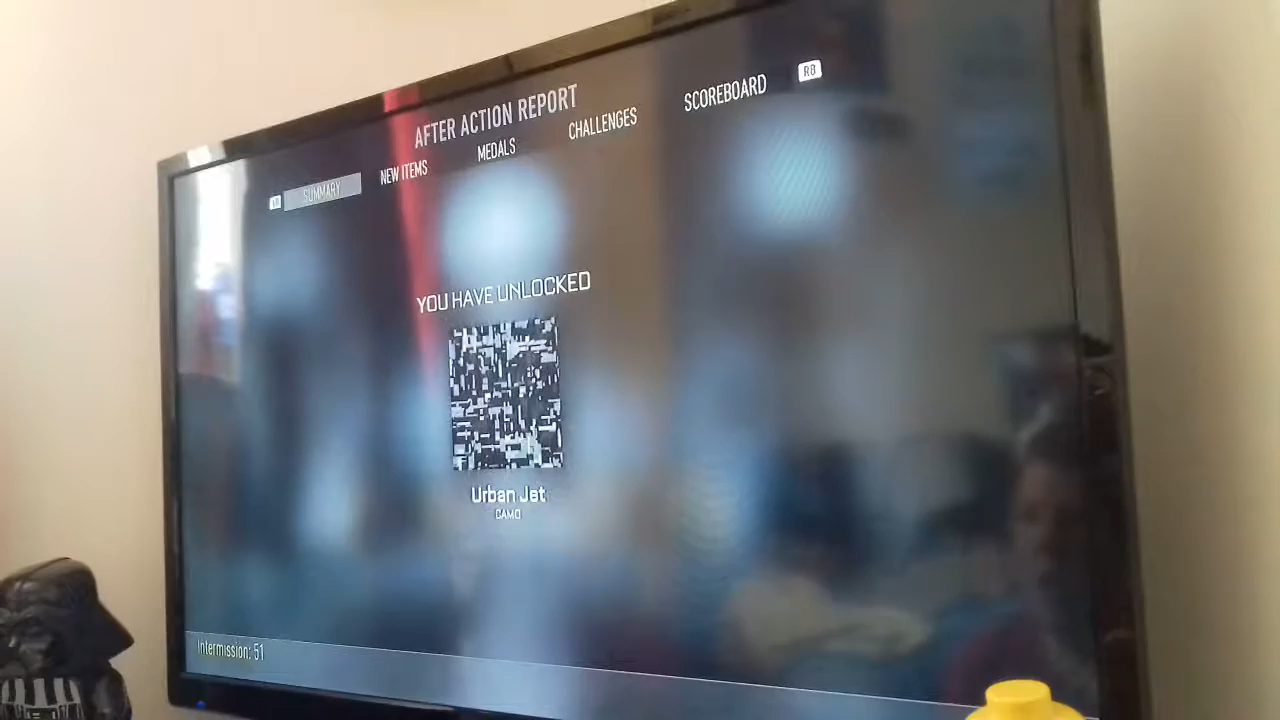 AFTER ACTION REPORT
SUMMARY
NEW ITEMS
MEDALS
CHALLENGES
SCOREBOARD
RB
YOU HAVE UNLOCKED
Urban Jet
CAMO
Intermission: 51